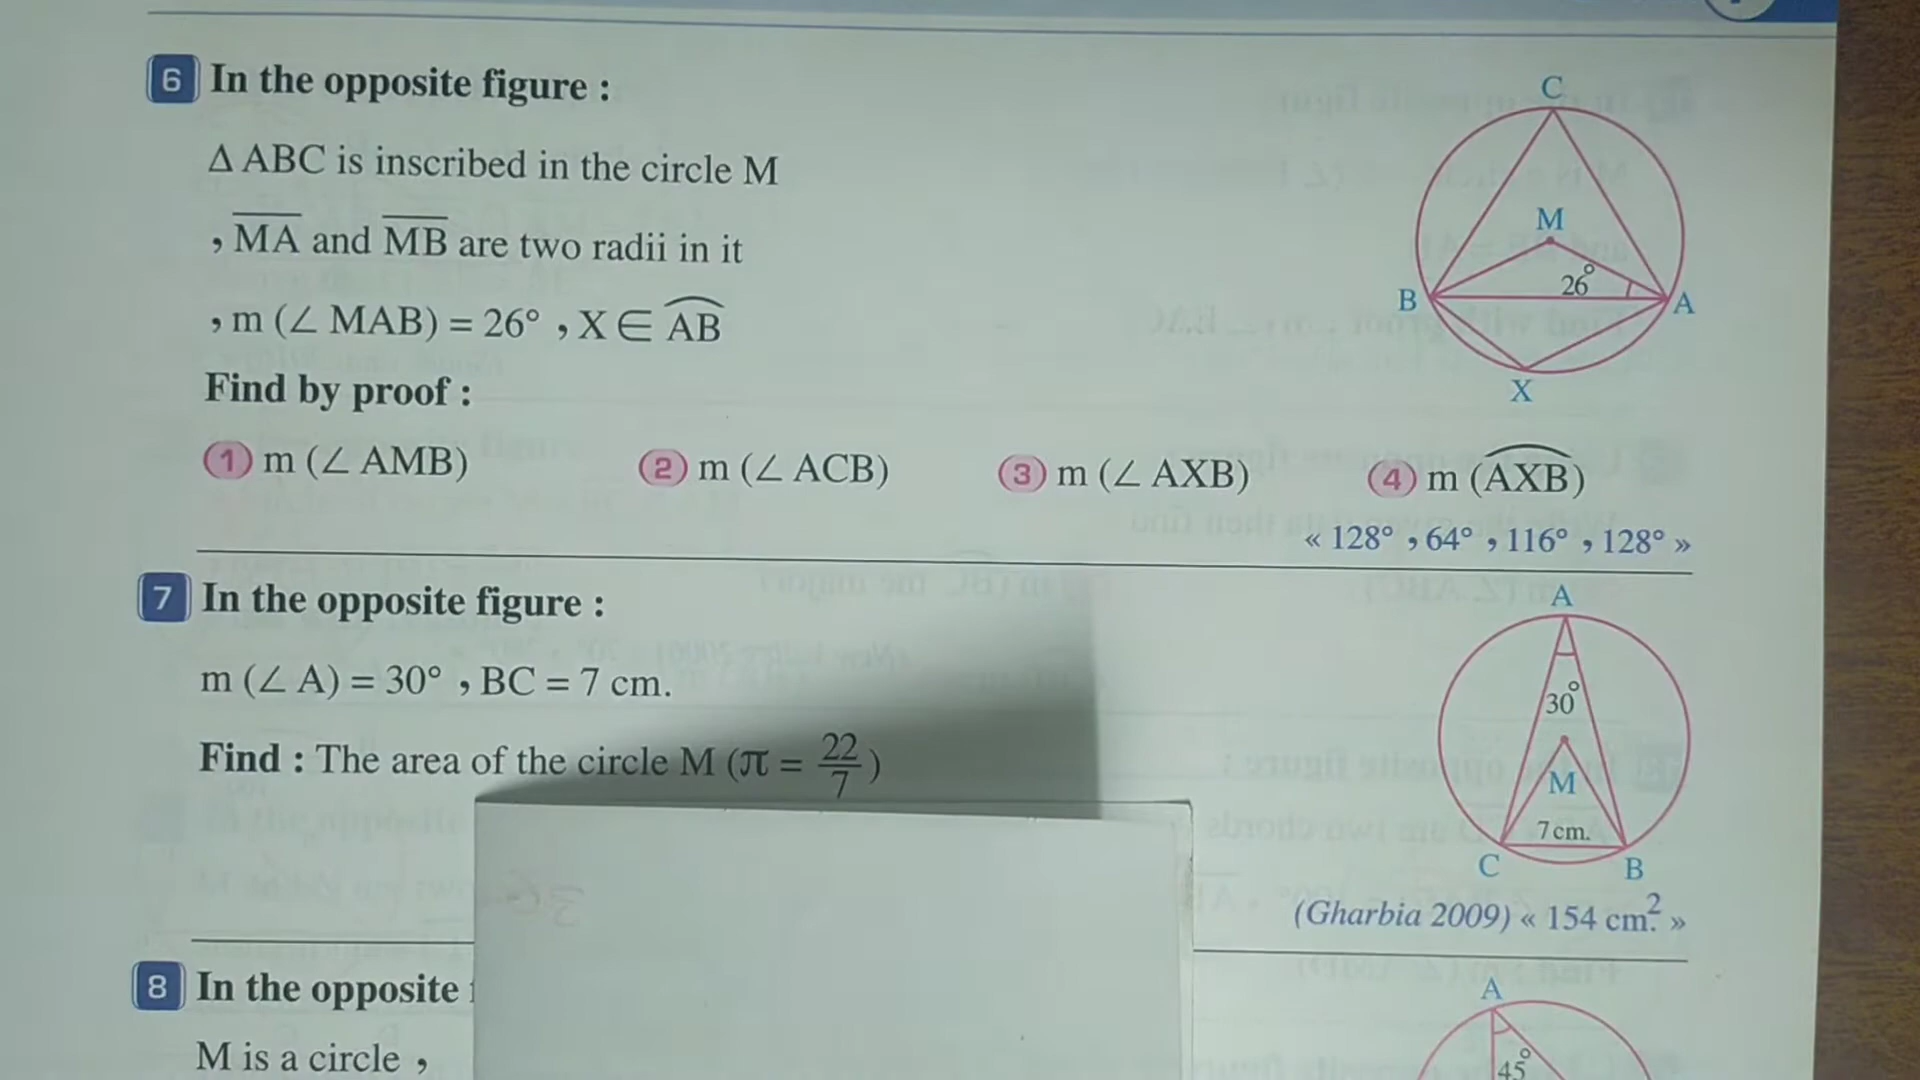 6 In the opposite figure :
Δ ABC is inscribed in the circle M
, MA and MB are two radii in it
, m (∠ MAB) = 26° , X ∈ AB
Find by proof :
1 m (∠ AMB) 2 m (∠ ACB) 3 m (∠ AXB) 4 m (AXB)
« 128° , 64° , 116° , 128° »
C
M
26°
B
A
X
7 In the opposite figure :
m (∠ A) = 30° , BC = 7 cm.
Find : The area of the circle M (π = 22/7)
A
30°
M
7 cm.
C
B
(Gharbia 2009) « 154 cm.² »
8 In the opposite
M is a circle ,
A
45°